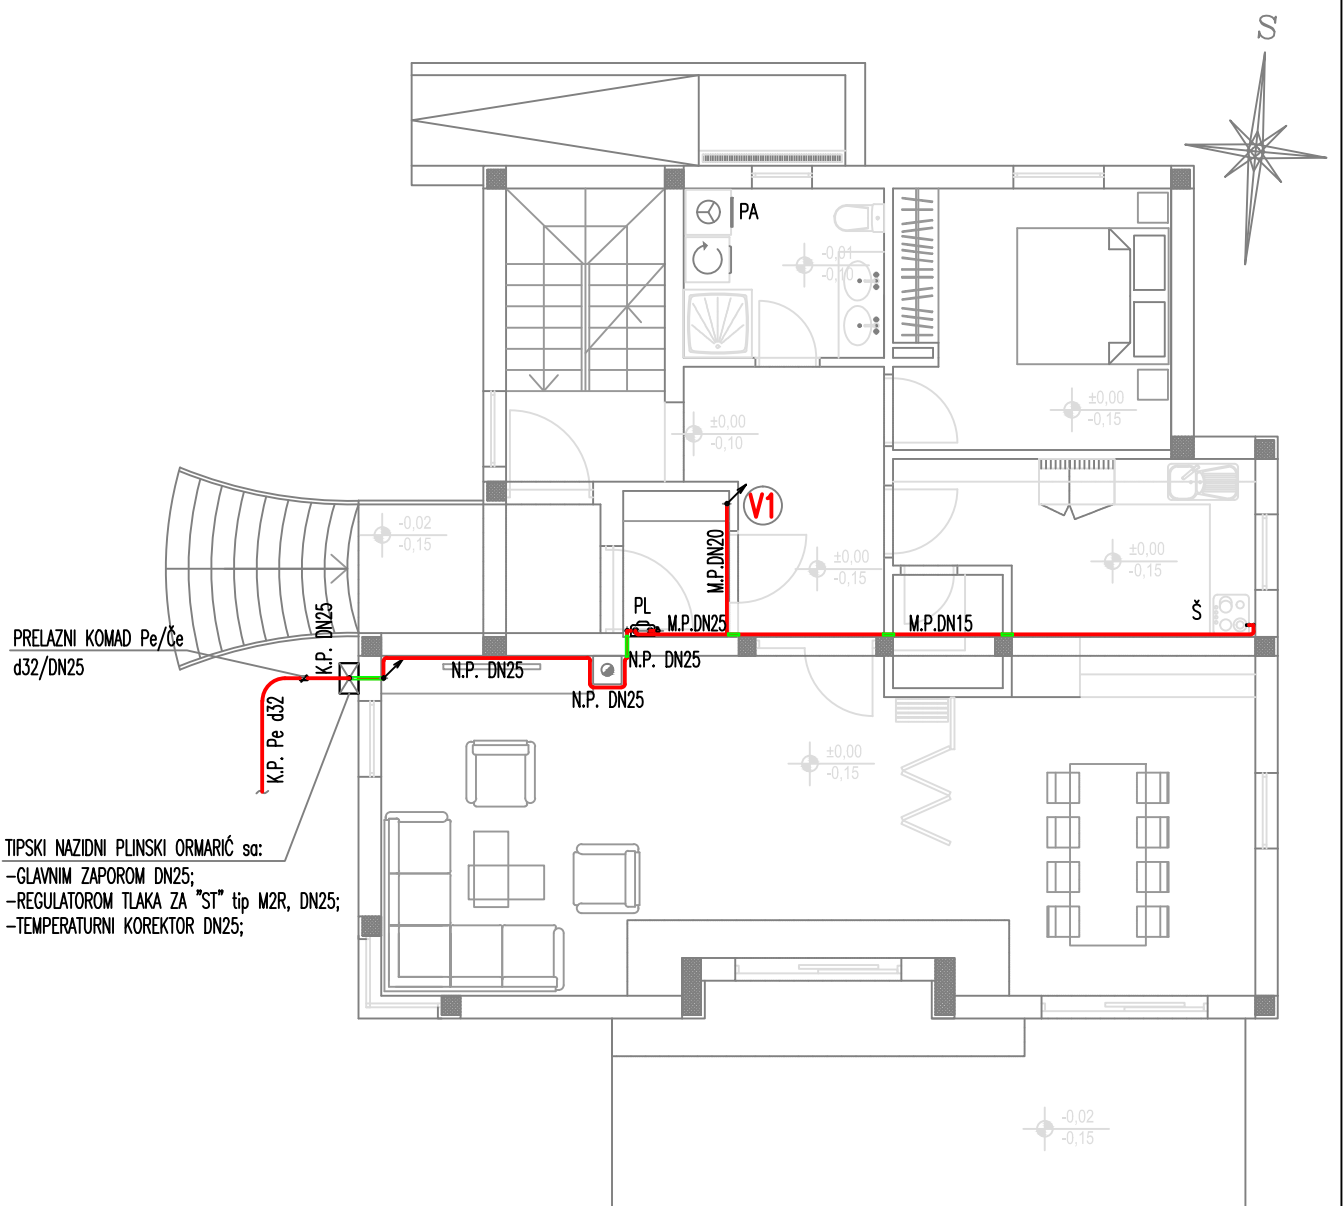 S
PA
-0,01
-0,10
±0,00
-0,15
±0,00
-0,10
V1
-0,02
-0,15
M.P.DN20
±0,00
-0,15
±0,00
-0,15
PL
M.P.DN25
M.P.DN15
Š
K.P. DN25
PRELAZNI KOMAD Pe/Če
d32/DN25
N.P. DN25
N.P. DN25
N.P. DN25
K.P. Pe d32
±0,00
-0,15
TIPSKI NAZIDNI PLINSKI ORMARIĆ sa:
-GLAVNIM ZAPOROM DN25;
-REGULATOROM TLAKA ZA "ST" tip M2R, DN25;
-TEMPERATURNI KOREKTOR DN25;
-0,02
-0,15